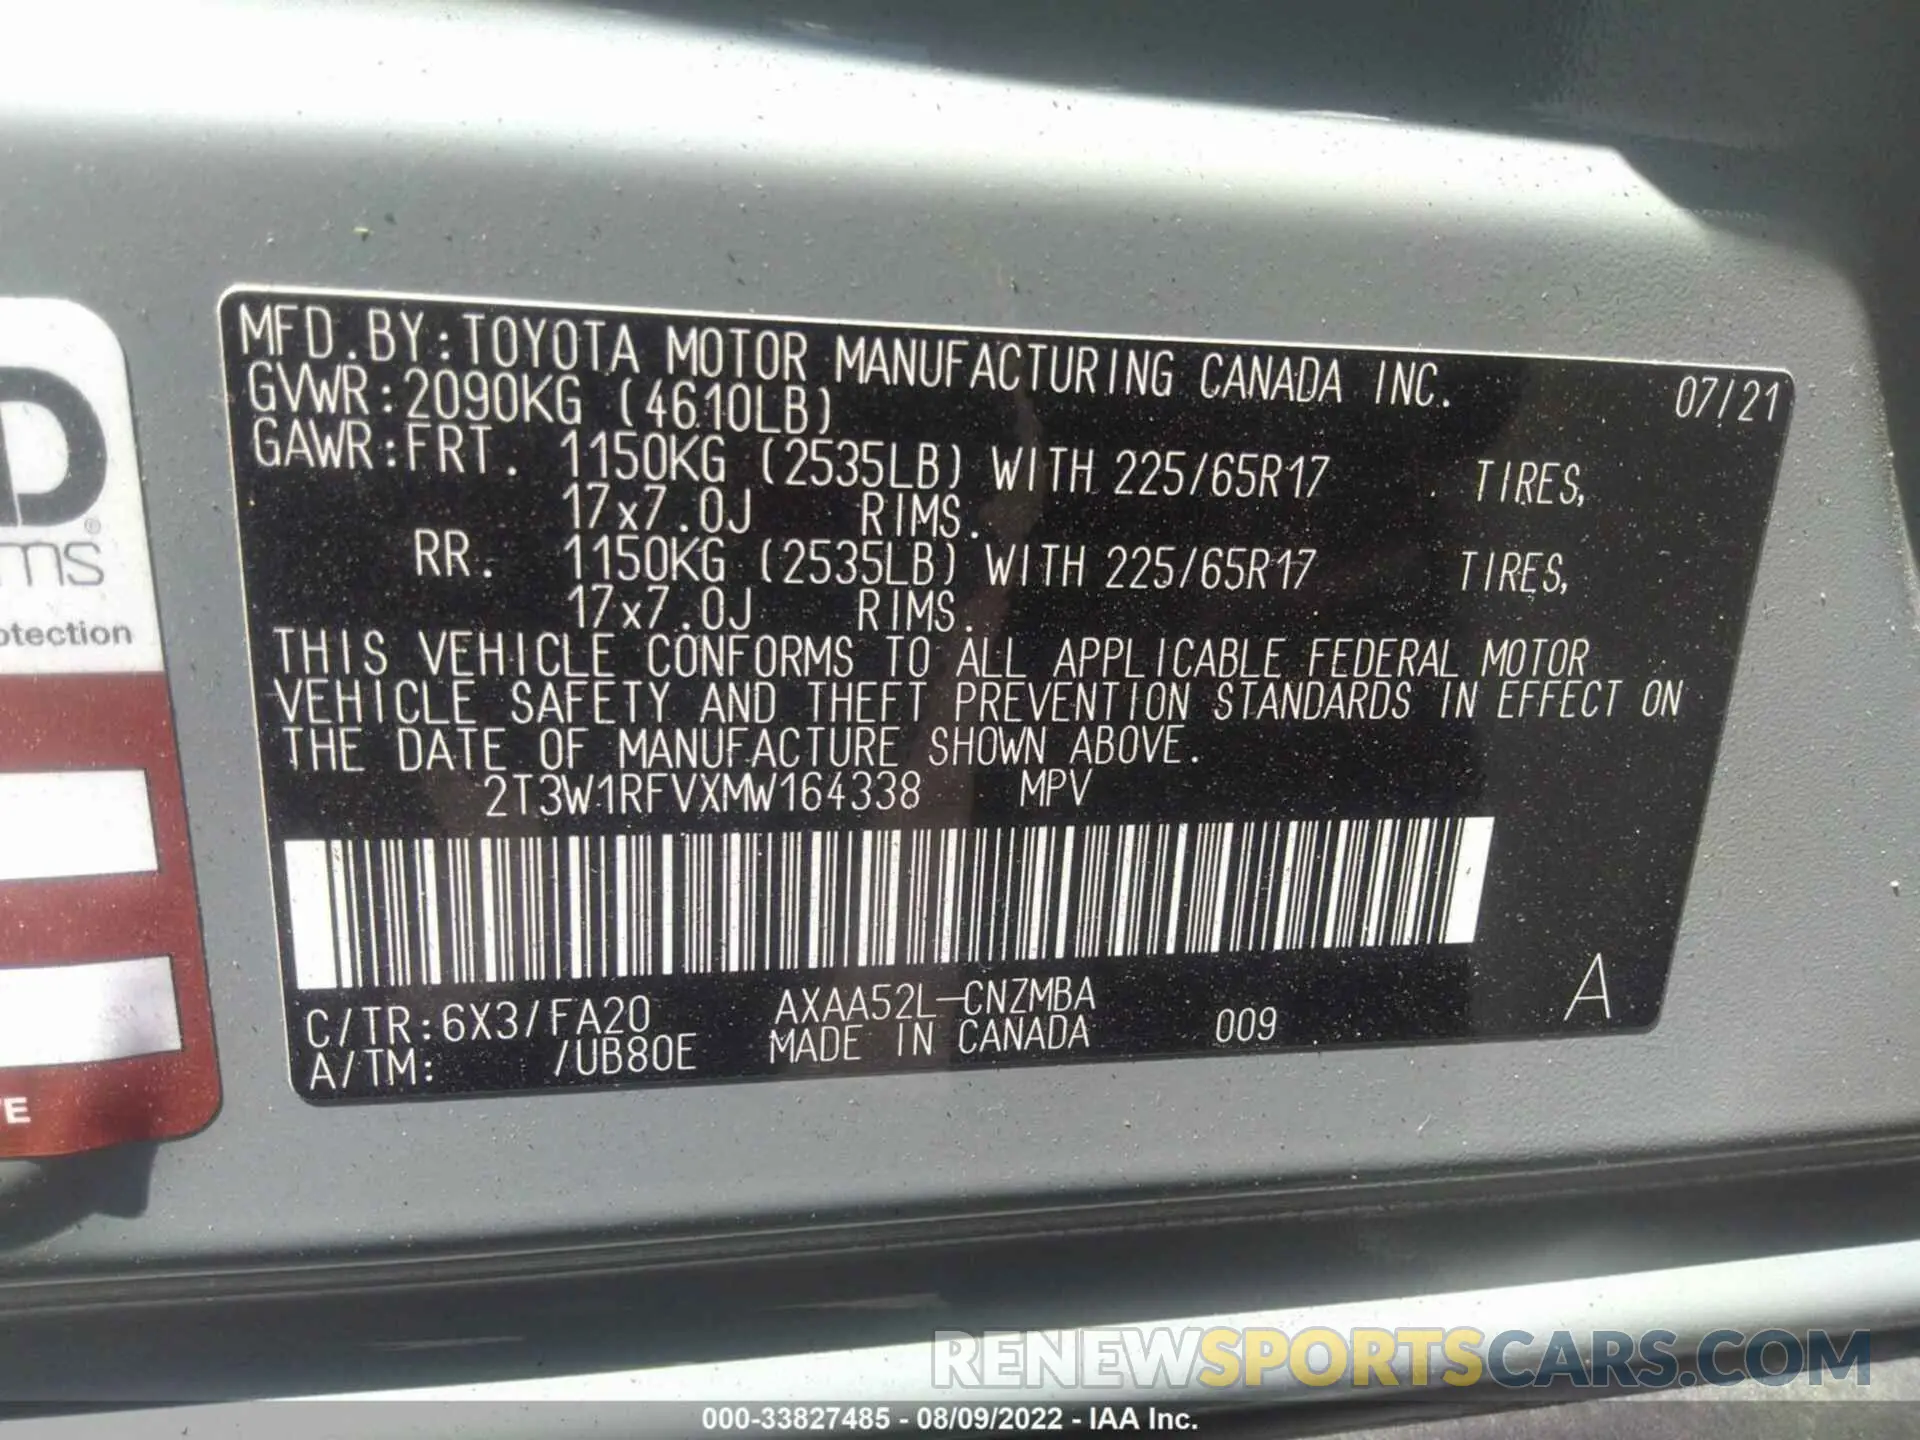 MFD.BY:TOYOTA MOTOR MANUFACTURING CANADA INC. 07/21
GVWR:2090KG (4610LB)
GAWR:FRT. 1150KG (2535LB) WITH 225/65R17 TIRES,
17x7.0J RIMS.
RR. 1150KG (2535LB) WITH 225/65R17 TIRES,
17x7.0J RIMS.
THIS VEHICLE CONFORMS TO ALL APPLICABLE FEDERAL MOTOR
VEHICLE SAFETY AND THEFT PREVENTION STANDARDS IN EFFECT ON
THE DATE OF MANUFACTURE SHOWN ABOVE.
2T3W1RFVXMW164338 MPV
C/TR:6X3/FA20 AXAA52L-CNZMBA
A/TM: /UB80E MADE IN CANADA 009 A
RENEWSPORTSCARS.COM
000-33827485 - 08/09/2022 - IAA Inc.